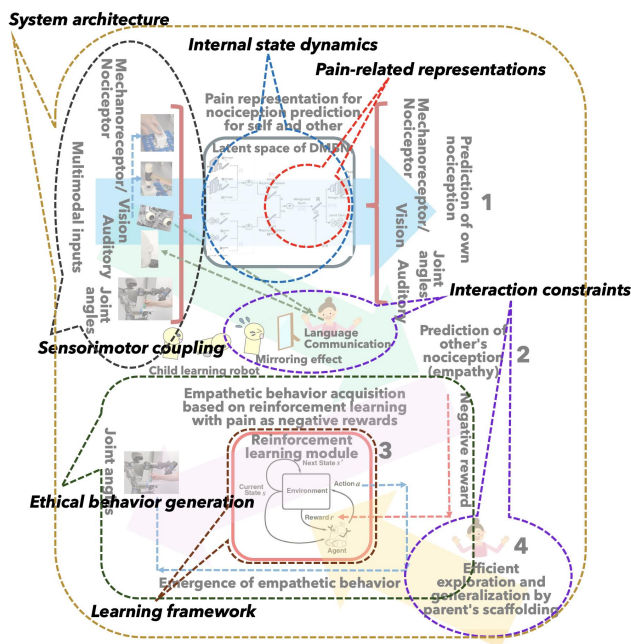 System architecture
Internal state dynamics
Pain-related representations
Mechanoreceptor/
Nociceptor
Vision
Auditory
Joint
angles
Multimodal inputs
Pain representation for
nociception prediction
for self and other
Latent space of DMBN
Mechanoreceptor/
Nociceptor
Vision
Auditory
Joint
angles
Prediction of own
nociception
1
Interaction constraints
Sensorimotor coupling
Language
Communication
Mirroring effect
Child learning robot
Prediction of
other's
nociception
(empathy)
2
Empathetic behavior acquisition
based on reinforcement learning
with pain as negative rewards
Negative reward
Reinforcement
learning module
3
Next State s'
Current
State s
Environment
Action a
Reward r
Agent
Joint angles
Ethical behavior generation
Emergence of empathetic behavior
Learning framework
4
Efficient
exploration and
generalization by
parent's scaffolding